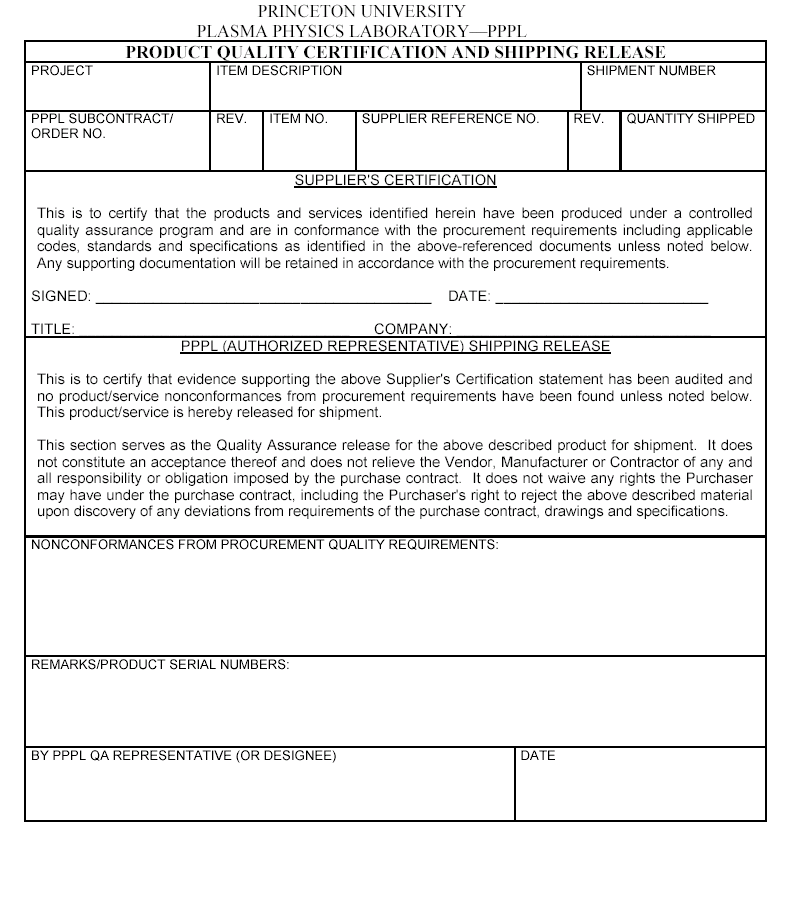 PRINCETON UNIVERSITY
PLASMA PHYSICS LABORATORY—PPPL
PRODUCT QUALITY CERTIFICATION AND SHIPPING RELEASE
PROJECT
ITEM DESCRIPTION
SHIPMENT NUMBER
PPPL SUBCONTRACT/
ORDER NO.
REV.
ITEM NO.
SUPPLIER REFERENCE NO.
REV.
QUANTITY SHIPPED
SUPPLIER'S CERTIFICATION
This is to certify that the products and services identified herein have been produced under a controlled
quality assurance program and are in conformance with the procurement requirements including applicable
codes, standards and specifications as identified in the above-referenced documents unless noted below.
Any supporting documentation will be retained in accordance with the procurement requirements.
SIGNED: DATE:
TITLE: COMPANY:
PPPL (AUTHORIZED REPRESENTATIVE) SHIPPING RELEASE
This is to certify that evidence supporting the above Supplier's Certification statement has been audited and
no product/service nonconformances from procurement requirements have been found unless noted below.
This product/service is hereby released for shipment.
This section serves as the Quality Assurance release for the above described product for shipment. It does
not constitute an acceptance thereof and does not relieve the Vendor, Manufacturer or Contractor of any and
all responsibility or obligation imposed by the purchase contract. It does not waive any rights the Purchaser
may have under the purchase contract, including the Purchaser's right to reject the above described material
upon discovery of any deviations from requirements of the purchase contract, drawings and specifications.
NONCONFORMANCES FROM PROCUREMENT QUALITY REQUIREMENTS:
REMARKS/PRODUCT SERIAL NUMBERS:
BY PPPL QA REPRESENTATIVE (OR DESIGNEE)
DATE